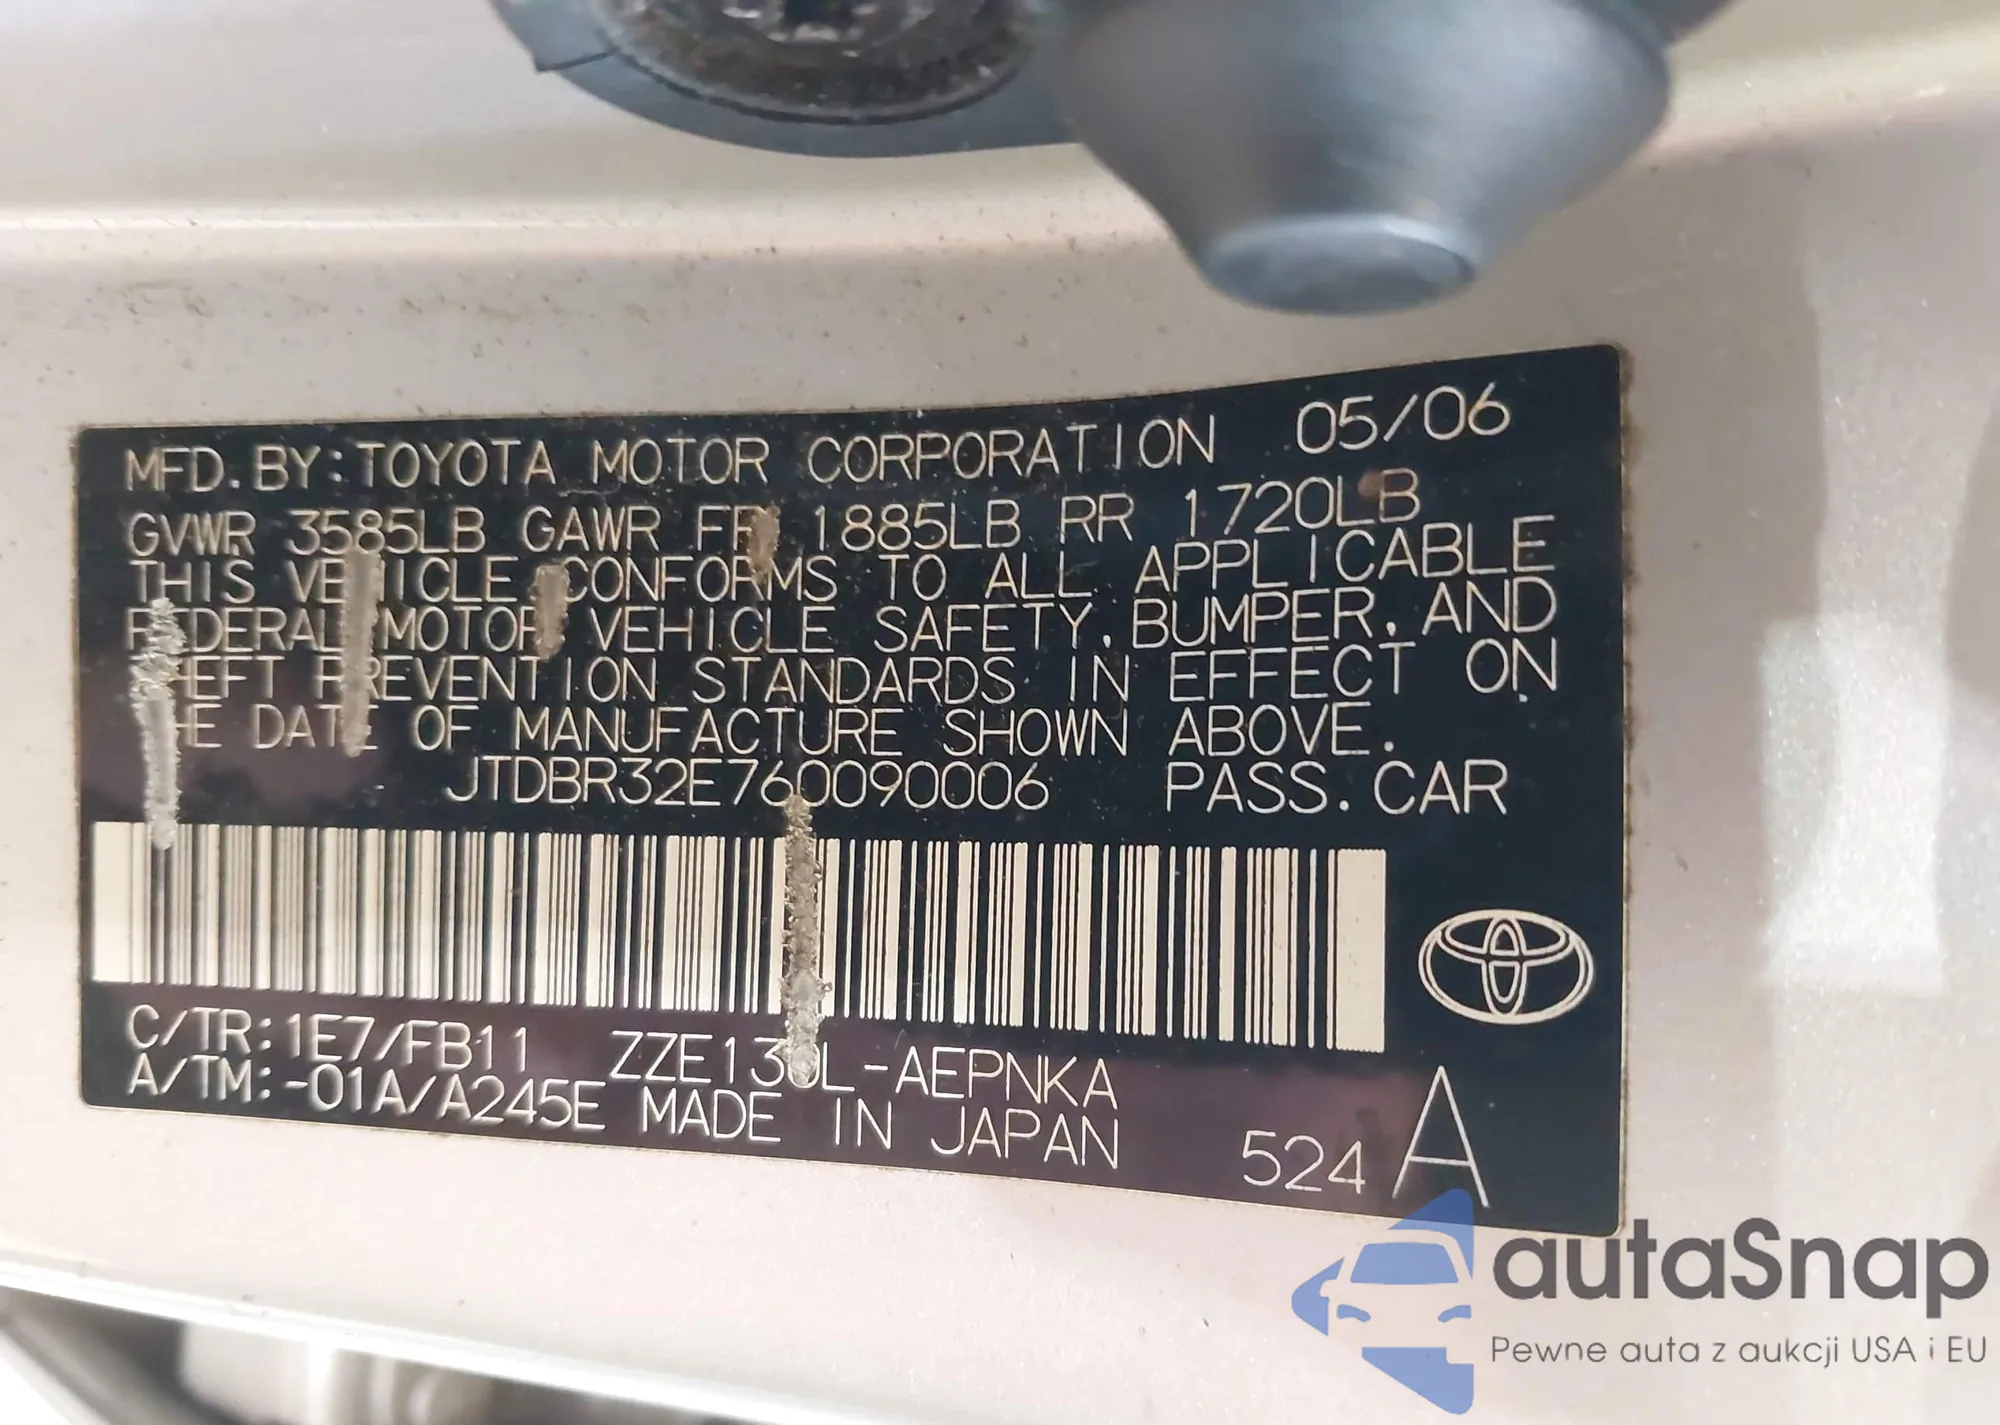 MFD. BY: TOYOTA MOTOR CORPORATION 05/06
GVWR 3585LB GAWR FR 1885LB RR 1720LB
THIS VEHICLE CONFORMS TO ALL APPLICABLE
FEDERAL MOTOR VEHICLE SAFETY, BUMPER, AND
THEFT PREVENTION STANDARDS IN EFFECT ON
THE DATE OF MANUFACTURE SHOWN ABOVE.
JTDBR32E760090006 PASS. CAR
C/TR: 1E7/FB11 ZZE130L-AEPNKA
A/TM: -01A/A245E MADE IN JAPAN 524 A
autaSnap
Pewne auta z aukcji USA i EU